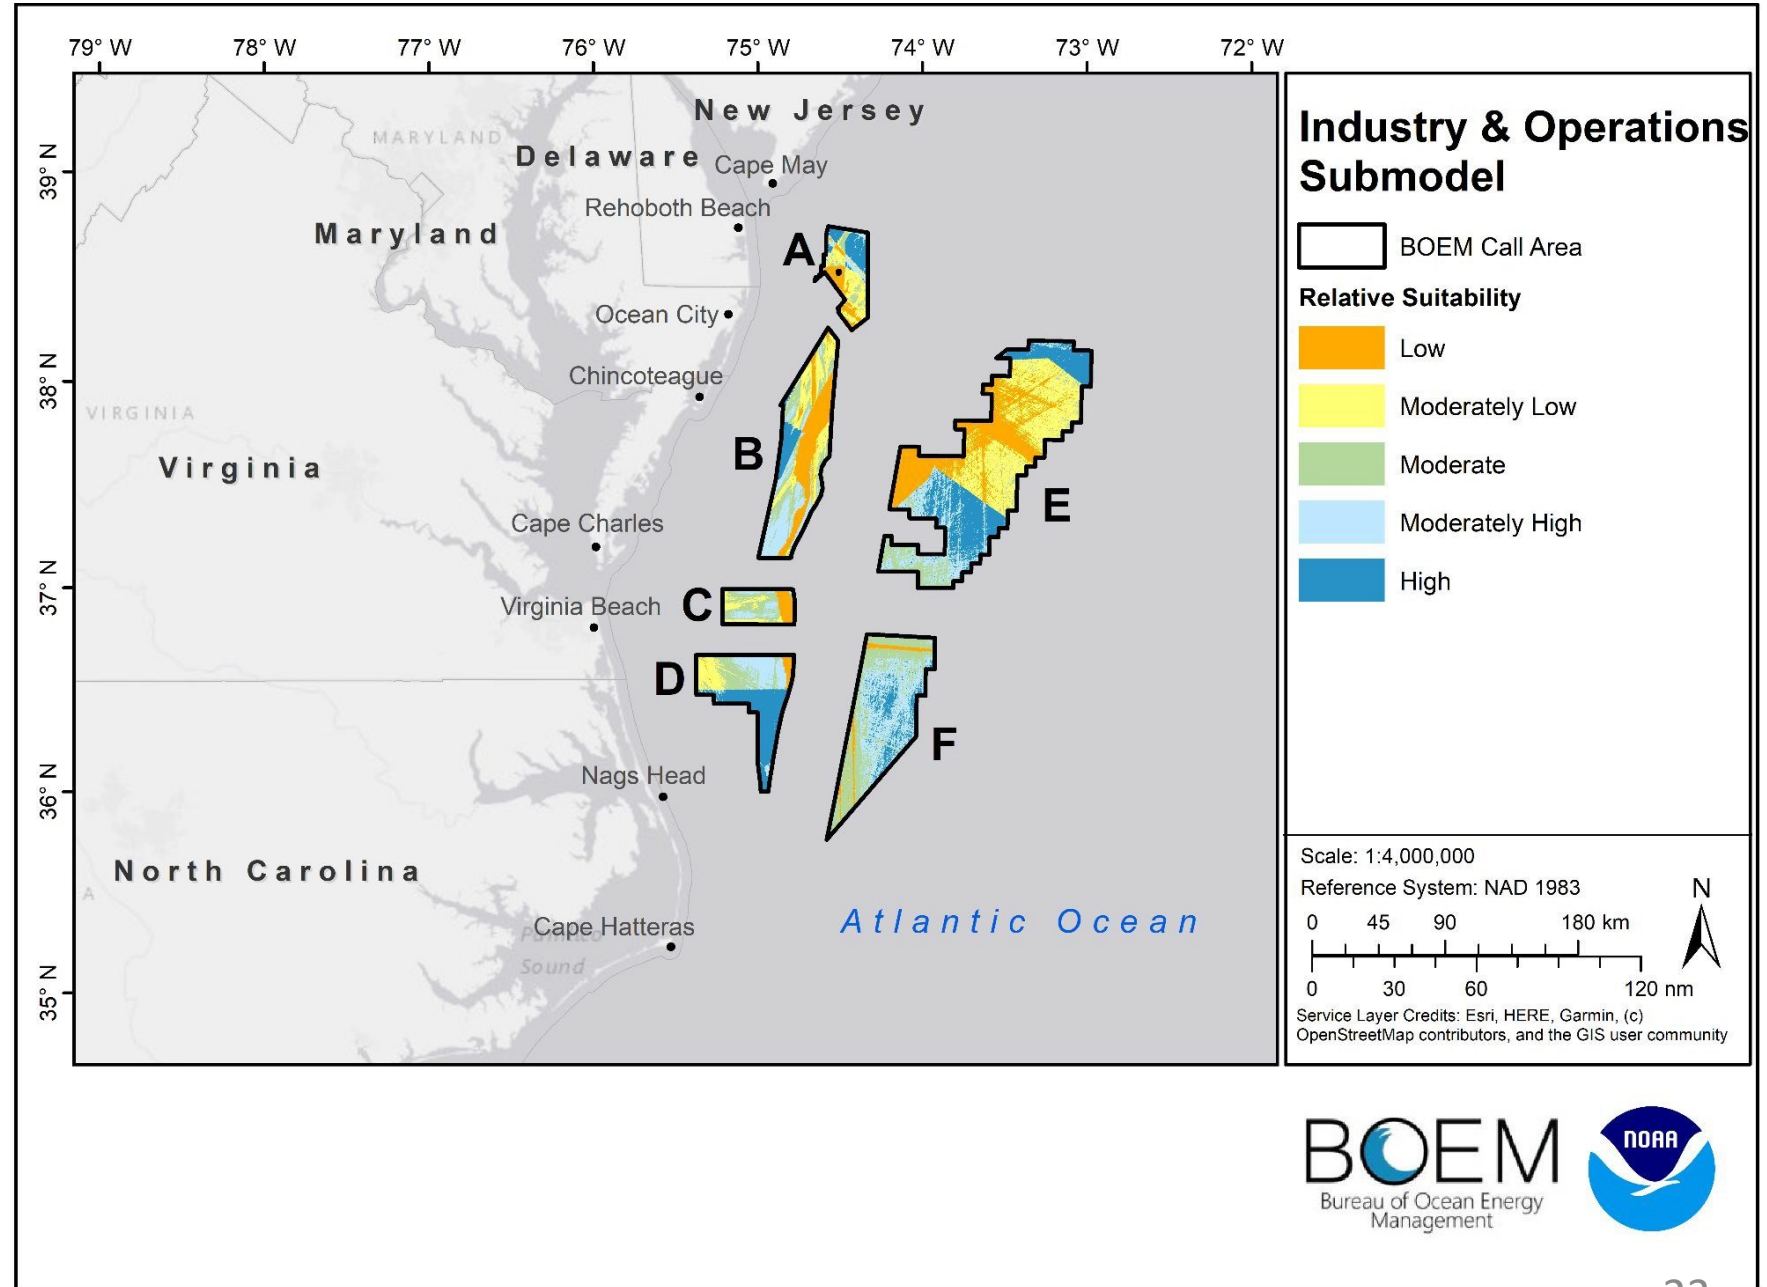 79° W 78° W 77° W 76° W 75° W 74° W 73° W 72° W
39° N
38° N
37° N
36° N
35° N
New Jersey
MARYLAND
Delaware
Cape May
Rehoboth Beach
Maryland
A
Ocean City
Chincoteague
VIRGINIA
B
Virginia
E
Cape Charles
Virginia Beach
C
D
F
Nags Head
North Carolina
A
Atlantic Ocean
Cape Hatteras
Sound
Industry & Operations
Submodel
BOEM Call Area
Relative Suitability
Low
Moderately Low
Moderate
Moderately High
High
Scale: 1:4,000,000
Reference System: NAD 1983
N
0 45 90 180 km
0 30 60 120 nm
Service Layer Credits: Esri, HERE, Garmin, (c)
OpenStreetMap contributors, and the GIS user community
BOEM
Bureau of Ocean Energy
Management
NOAA